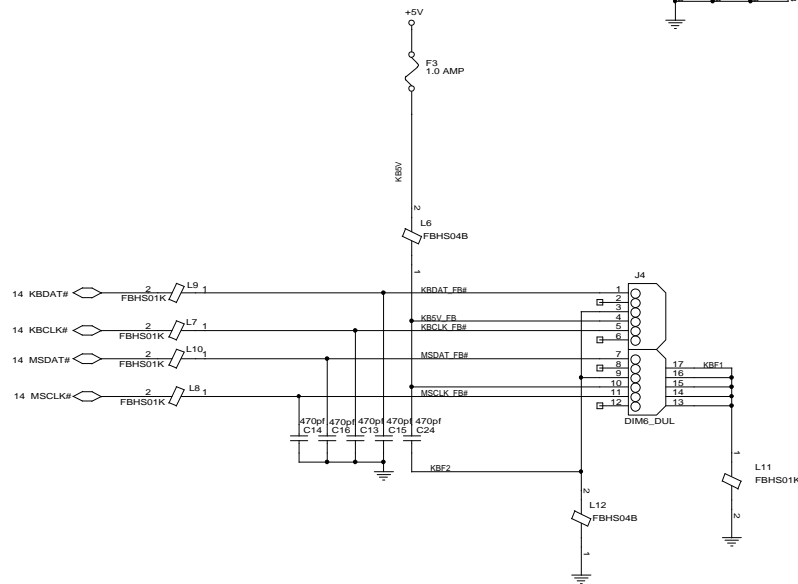 +5V
F3
1.0 AMP
KB5V
2
L6
FBHS04B
1
J4
14 KBDAT#
2
L9
1
FBHS01K
KBDAT_FB#
1
2
3
KB5V_FB
4
14 KBCLK#
2
L7
1
FBHS01K
KBCLK_FB#
5
6
14 MSDAT#
2
L10
1
FBHS01K
MSDAT_FB#
7
8
17
KBF1
9
16
10
15
14 MSCLK#
2
L8
1
FBHS01K
MSCLK_FB#
11
14
12
13
DIM6_DUL
470pf
C14
470pf
C16
470pf
C13
470pf
C15
470pf
C24
KBF2
1
L11
FBHS01K
2
2
L12
FBHS04B
1